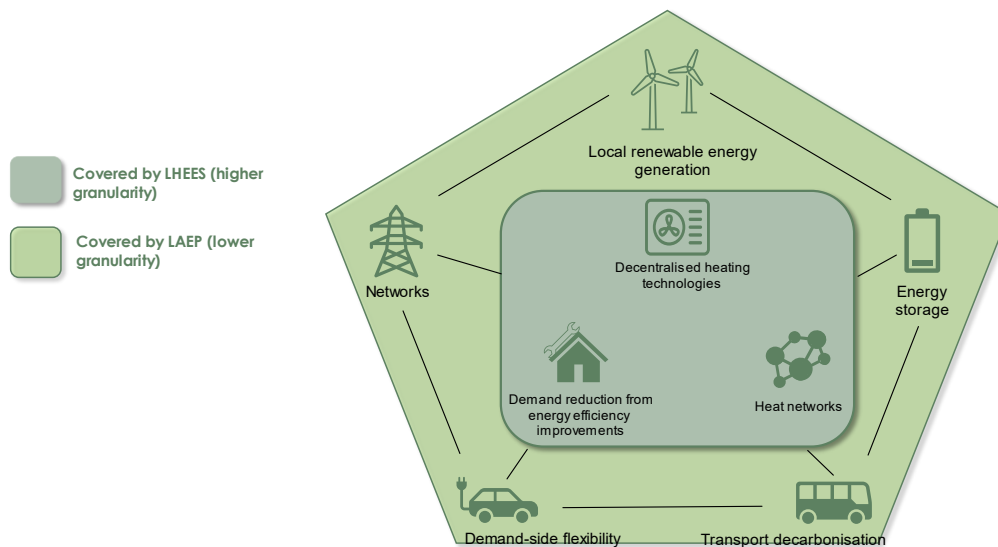 Covered by LHEES (higher
granularity)
Covered by LAEP (lower
granularity)
Local renewable energy
generation
Decentralised heating
technologies
Networks
Energy
storage
Demand reduction from
energy efficiency
improvements
Heat networks
Demand-side flexibility
Transport decarbonisation